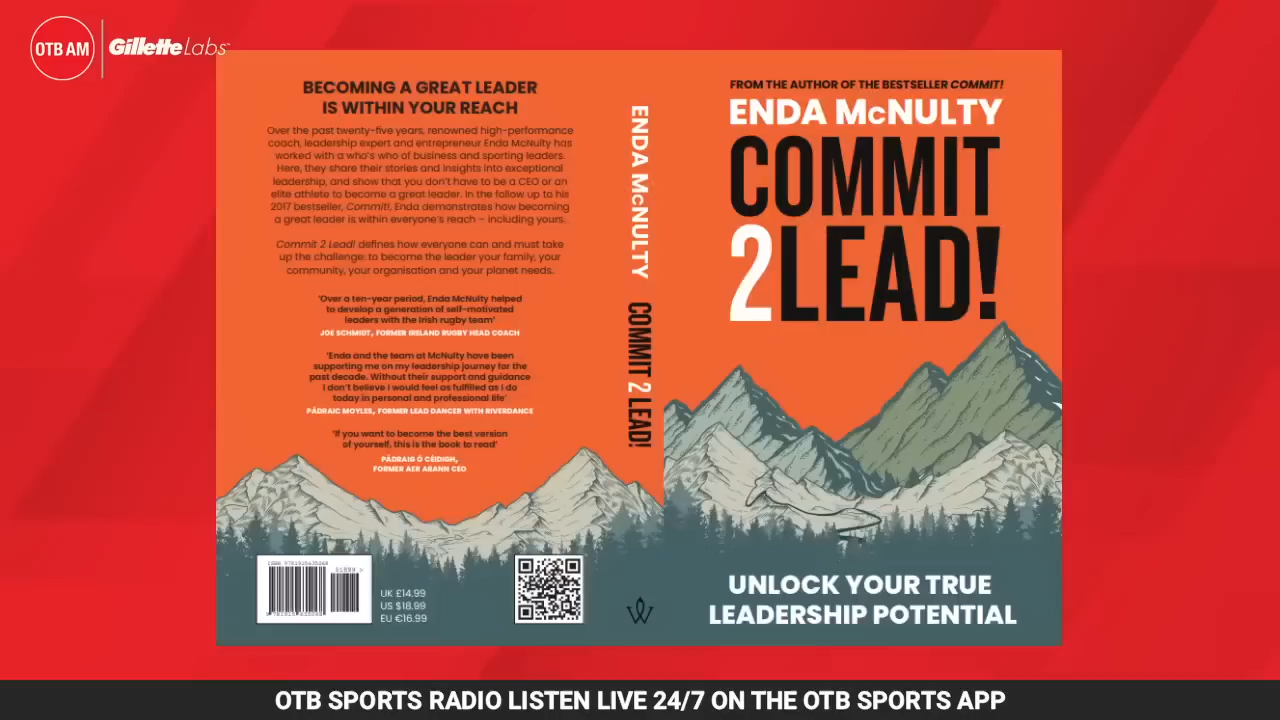 OTB AM
Gillette Labs
BECOMING A GREAT LEADER
IS WITHIN YOUR REACH
Over the past twenty-five years, renowned high-performance
coach, leadership expert and entrepreneur Enda McNulty has
worked with a who's who of business and sporting leaders.
Here, they share their stories and insights into exceptional
leadership, and show that you don't have to be a CEO or an
elite athlete to become a great leader. In the follow up to his
2017 bestseller, Commit!, Enda demonstrates how becoming
a great leader is within everyone's reach – including yours.
Commit 2 Lead! defines how everyone can and must take
up the challenge: to become the leader your family, your
community, your organisation and your planet needs.
'Over a ten-year period, Enda McNulty helped
to develop a generation of self-motivated
leaders with the Irish rugby team'
JOE SCHMIDT, FORMER IRELAND RUGBY HEAD COACH
'Enda and the team at McNulty have been
supporting me on my leadership journey for the
past decade. Without their support and guidance
I don't believe I would feel as fulfilled as I do
today in personal and professional life'
PÁDRAIC MOYLES, FORMER LEAD DANCER WITH RIVERDANCE
'If you want to become the best version
of yourself, this is the book to read'
PÁDRAIG Ó CÉIDIGH,
FORMER AER ARANN CEO
UK £14.99
US $18.99
EU €16.99
ENDA McNULTY COMMIT 2 LEAD!
FROM THE AUTHOR OF THE BESTSELLER COMMIT!
ENDA McNULTY
COMMIT
2LEAD!
UNLOCK YOUR TRUE
LEADERSHIP POTENTIAL
OTB SPORTS RADIO LISTEN LIVE 24/7 ON THE OTB SPORTS APP